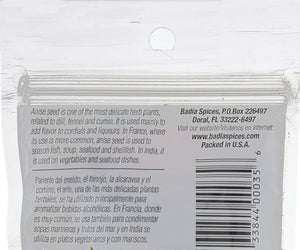 Anise seed is one of the most delicate herb plants,
related to dill, fennel and cumin. It is used mainly to
add flavor to cordials and liqueurs. In France, where
its use is more common, anise seed is used to
season fish, soup, seafood and shellfish. In India, it
is used on vegetables and seafood dishes.
Pariente del eneldo, el hinojo, la alcaravea y el
comino, el anís, una de las más delicadas plantas
herbales, se ha utilizado principalmente para
aromatizar bebidas alcohólicas. En Francia, donde
es muy común, se usa también para condimentar
sopas marinas y frutos del mar y en India se
utiliza en platos vegetarianos y con mariscos.
Badia Spices, P.O.Box 226497
Doral, FL 33222-6497
Visit our website/Visítenos en Internet
www.badiaspices.com
Packed in U.S.A.
33844 00035 6